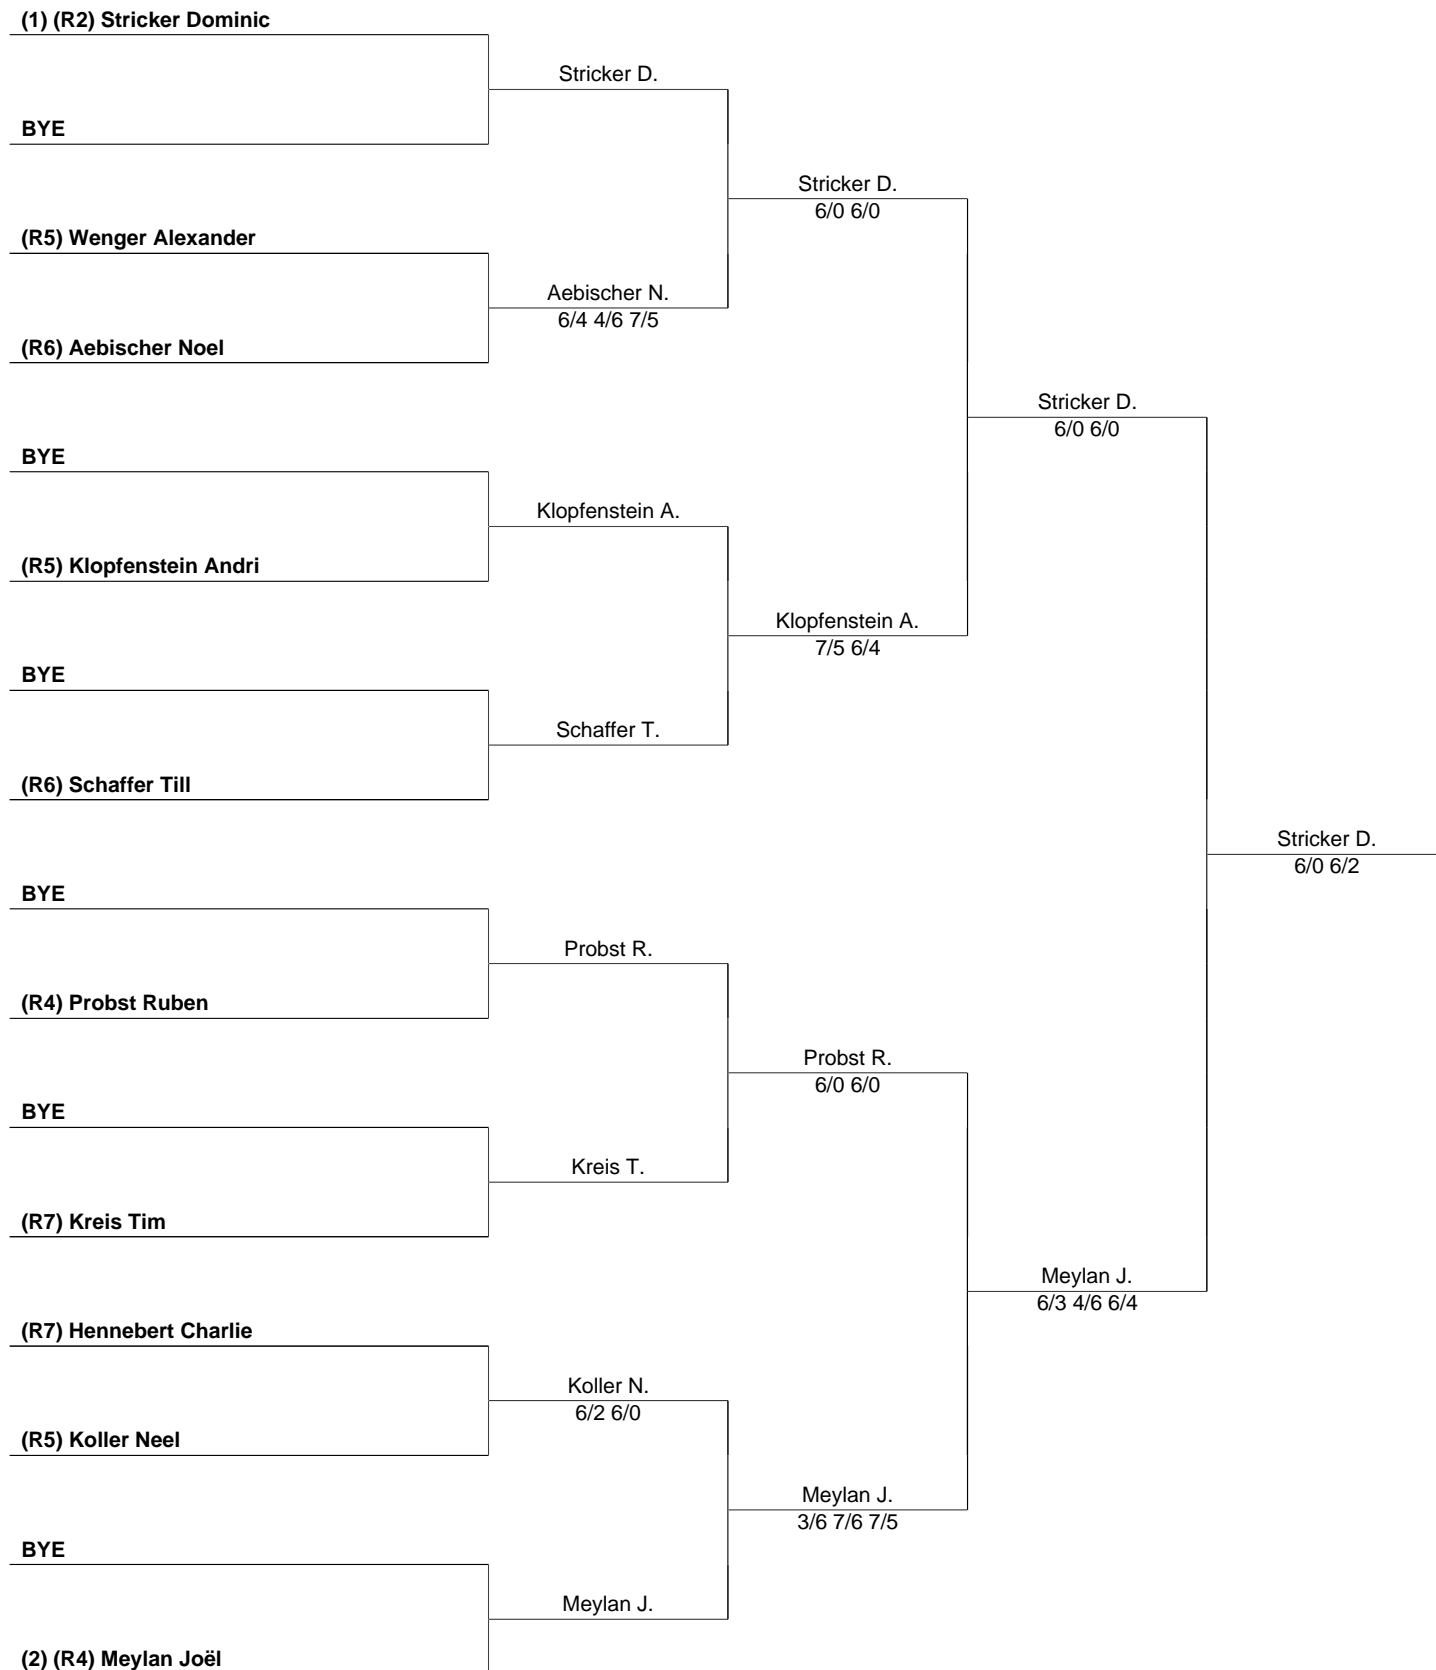 (1) (R2) Stricker Dominic
Stricker D.
BYE
Stricker D.
6/0 6/0
(R5) Wenger Alexander
Aebischer N.
6/4 4/6 7/5
(R6) Aebischer Noel
Stricker D.
6/0 6/0
BYE
Klopfenstein A.
(R5) Klopfenstein Andri
Klopfenstein A.
7/5 6/4
BYE
Schaffer T.
(R6) Schaffer Till
Stricker D.
6/0 6/2
BYE
Probst R.
(R4) Probst Ruben
Probst R.
6/0 6/0
BYE
Kreis T.
(R7) Kreis Tim
Meylan J.
6/3 4/6 6/4
(R7) Hennebert Charlie
Koller N.
6/2 6/0
(R5) Koller Neel
Meylan J.
3/6 7/6 7/5
BYE
Meylan J.
(2) (R4) Meylan Joël